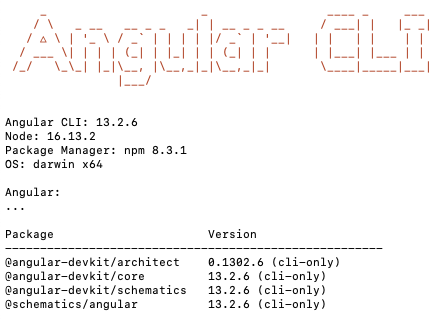 Angular CLI
Angular CLI: 13.2.6
Node: 16.13.2
Package Manager: npm 8.3.1
OS: darwin x64
Angular:
...
Package Version
@angular-devkit/architect 0.1302.6 (cli-only)
@angular-devkit/core 13.2.6 (cli-only)
@angular-devkit/schematics 13.2.6 (cli-only)
@schematics/angular 13.2.6 (cli-only)